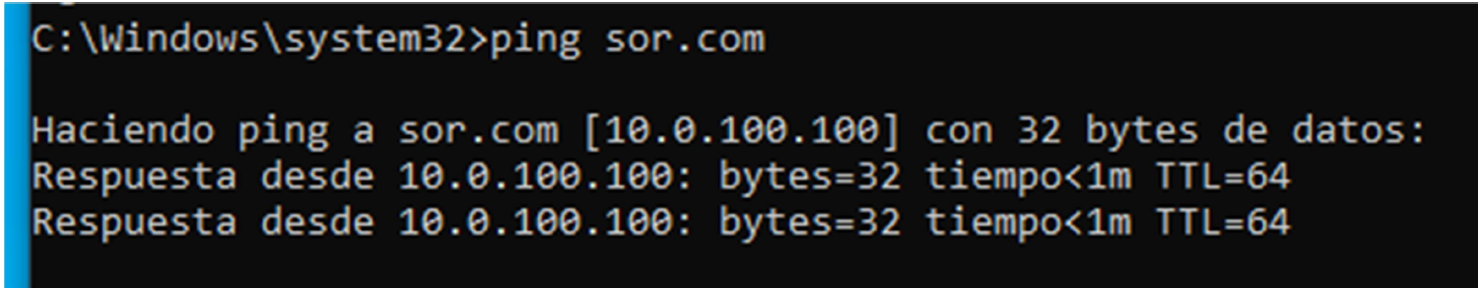 C:\Windows\system32>ping sor.com
Haciendo ping a sor.com [10.0.100.100] con 32 bytes de datos:
Respuesta desde 10.0.100.100: bytes=32 tiempo<1m TTL=64
Respuesta desde 10.0.100.100: bytes=32 tiempo<1m TTL=64